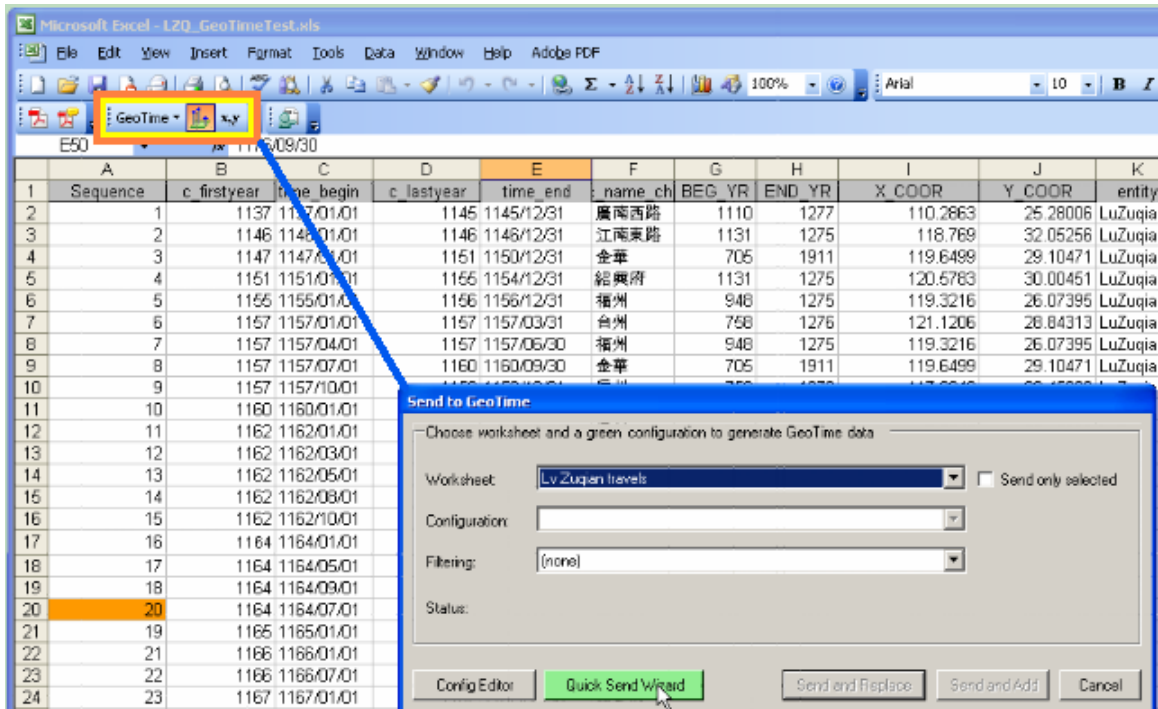 Microsoft Excel - LZQ_GeoTimeTest.xls
File Edit View Insert Format Tools Data Window Help Adobe PDF
100% Arial 10 B I
GeoTime x,y
E50 fx 1176/09/30
A B C D E F G H I J K
1 Sequence c_firstyear time_begin c_lastyear time_end c_name_ch BEG_YR END_YR X_COOR Y_COOR entity
2 1 1137 1137/01/01 1145 1145/12/31 廣南西路 1110 1277 110.2863 25.28006 LuZuqia
3 2 1146 1146/01/01 1146 1146/12/31 江南東路 1131 1275 118.769 32.05256 LuZuqia
4 3 1147 1147/01/01 1151 1150/12/31 金華 705 1911 119.6499 29.10471 LuZuqia
5 4 1151 1151/01/01 1155 1154/12/31 紹興府 1131 1275 120.5783 30.00451 LuZuqia
6 5 1155 1155/01/01 1156 1156/12/31 福州 948 1275 119.3216 26.07395 LuZuqia
7 6 1157 1157/01/01 1157 1157/03/31 台州 758 1276 121.1206 28.84313 LuZuqia
8 7 1157 1157/04/01 1157 1157/06/30 福州 948 1275 119.3216 26.07395 LuZuqia
9 8 1157 1157/07/01 1160 1160/09/30 金華 705 1911 119.6499 29.10471 LuZuqia
10 9 1157 1157/10/01
11 10 1160 1160/01/01
12 11 1162 1162/01/01
13 12 1162 1162/03/01
14 13 1162 1162/05/01
15 14 1162 1162/08/01
16 15 1162 1162/10/01
17 16 1164 1164/01/01
18 17 1164 1164/05/01
19 18 1164 1164/09/01
20 20 1164 1164/07/01
21 19 1165 1165/01/01
22 21 1166 1166/01/01
23 22 1166 1166/07/01
24 23 1167 1167/01/01
Send to GeoTime
Choose worksheet and a green configuration to generate GeoTime data
Worksheet: Lv Zuqian travels Send only selected
Configuration:
Filtering: (none)
Status:
Config Editor Quick Send Wizard Send and Replace Send and Add Cancel